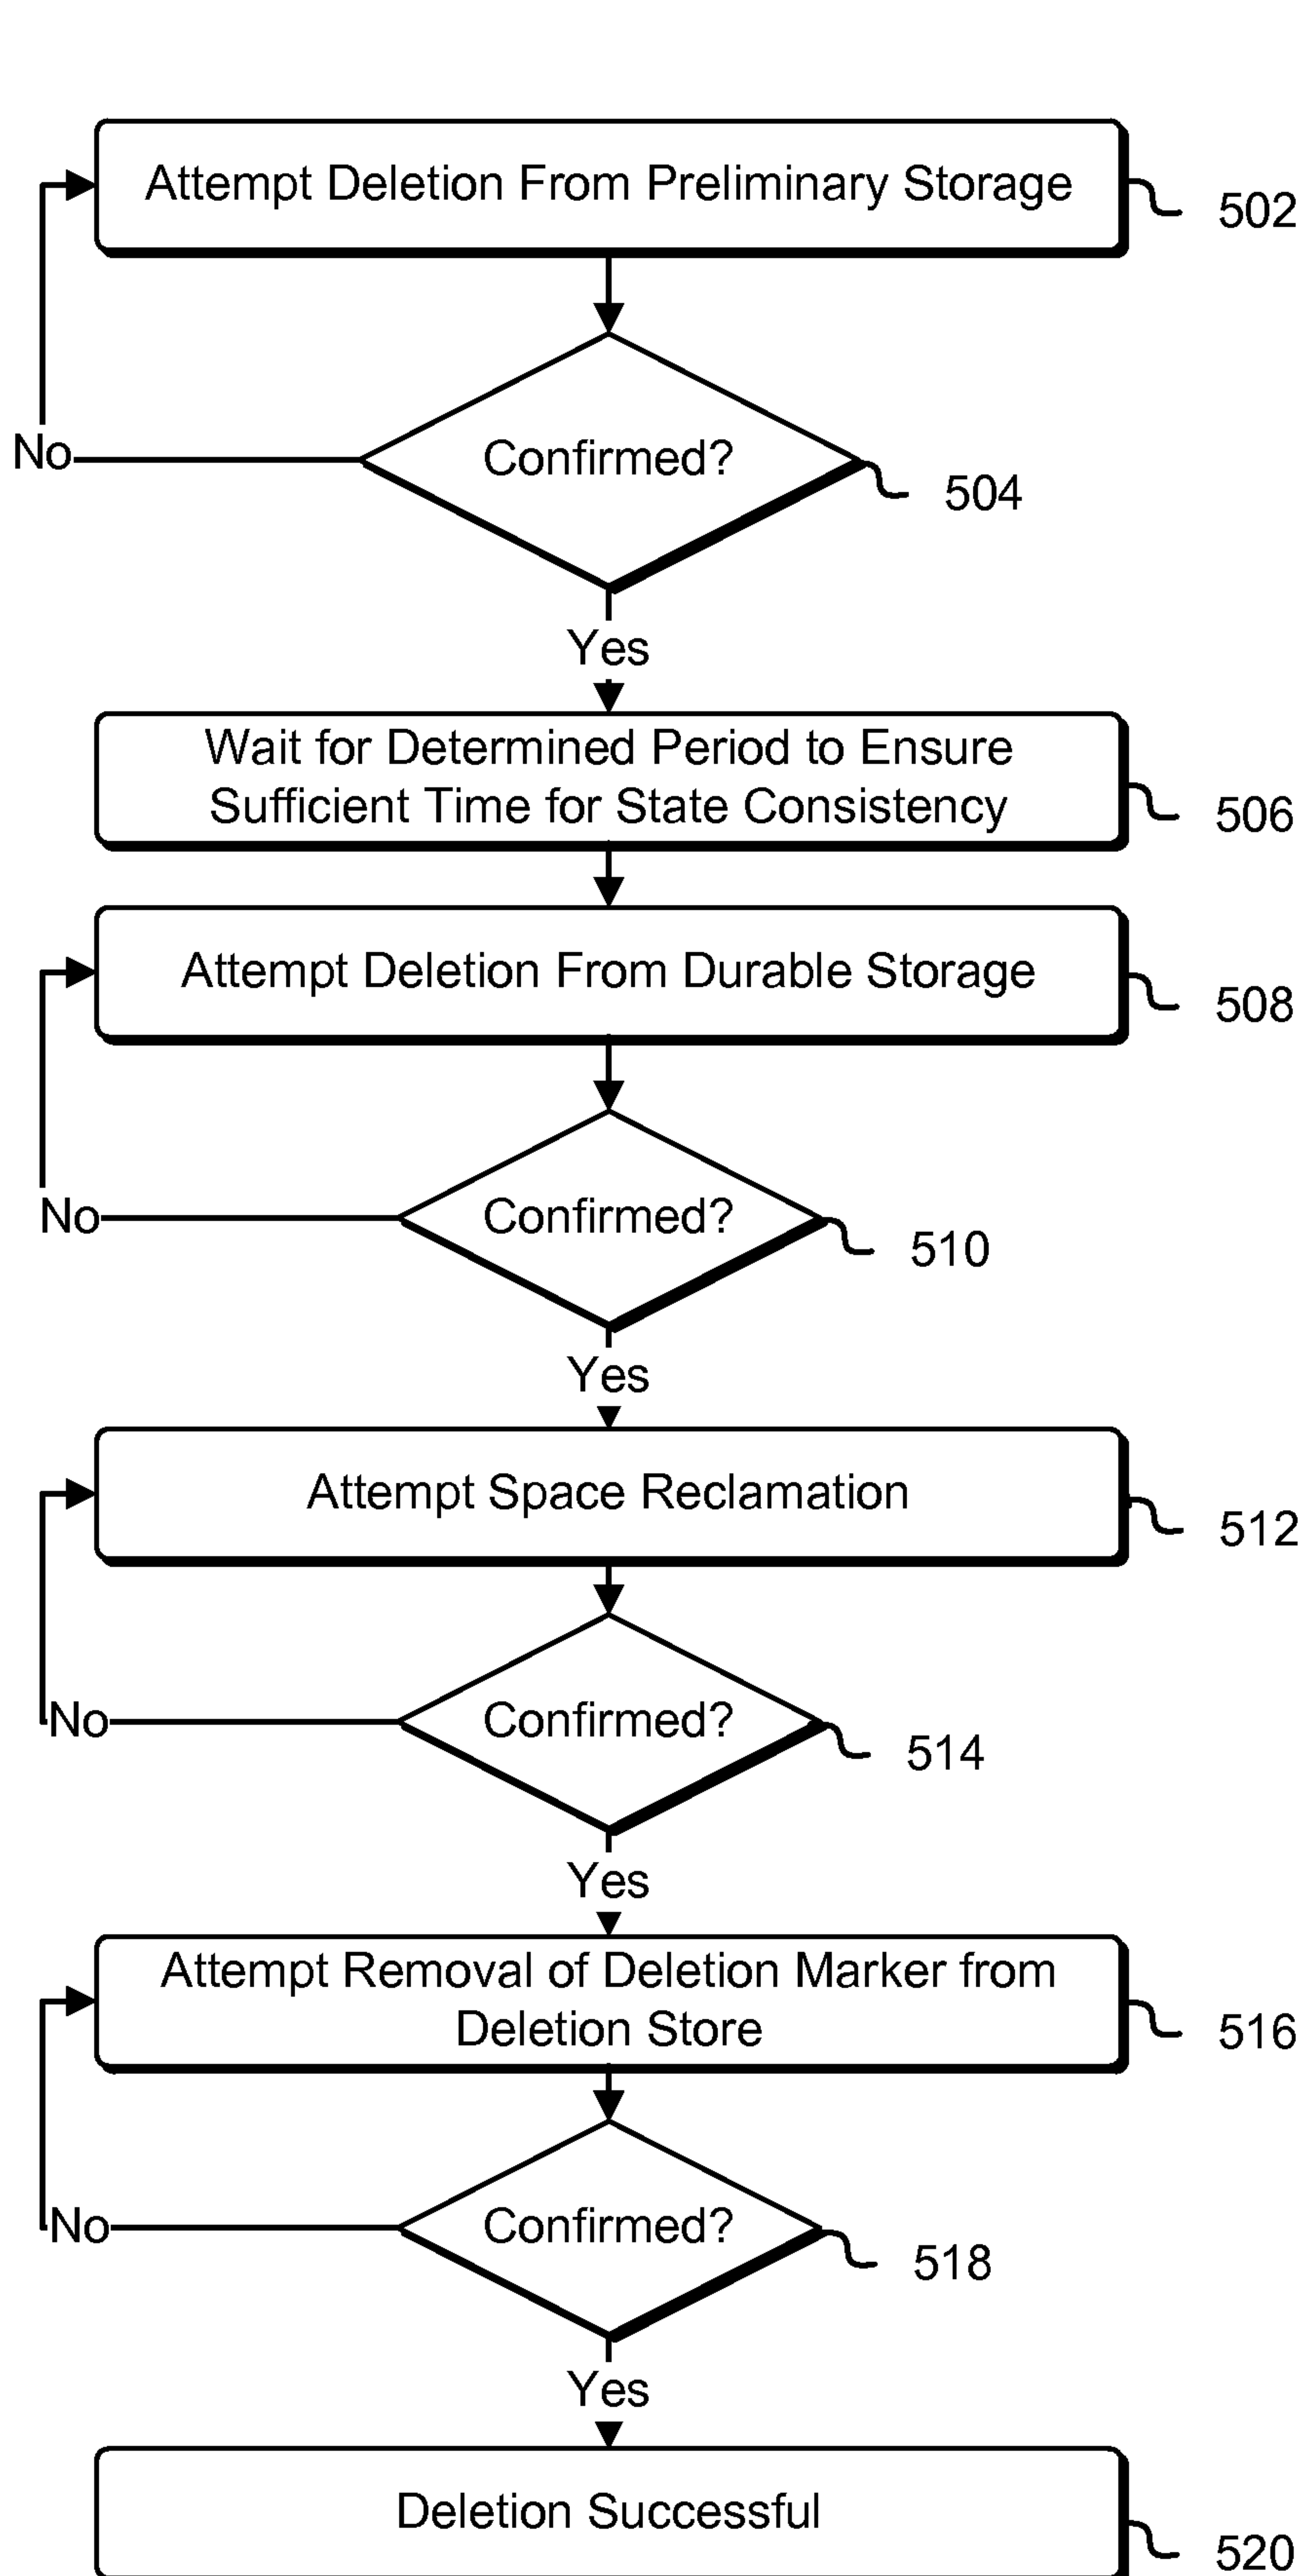 Attempt Deletion From Preliminary Storage
502
Confirmed?
504
No
Yes
Wait for Determined Period to Ensure
Sufficient Time for State Consistency
506
Attempt Deletion From Durable Storage
508
Confirmed?
510
No
Yes
Attempt Space Reclamation
512
Confirmed?
514
No
Yes
Attempt Removal of Deletion Marker from
Deletion Store
516
Confirmed?
518
No
Yes
Deletion Successful
520